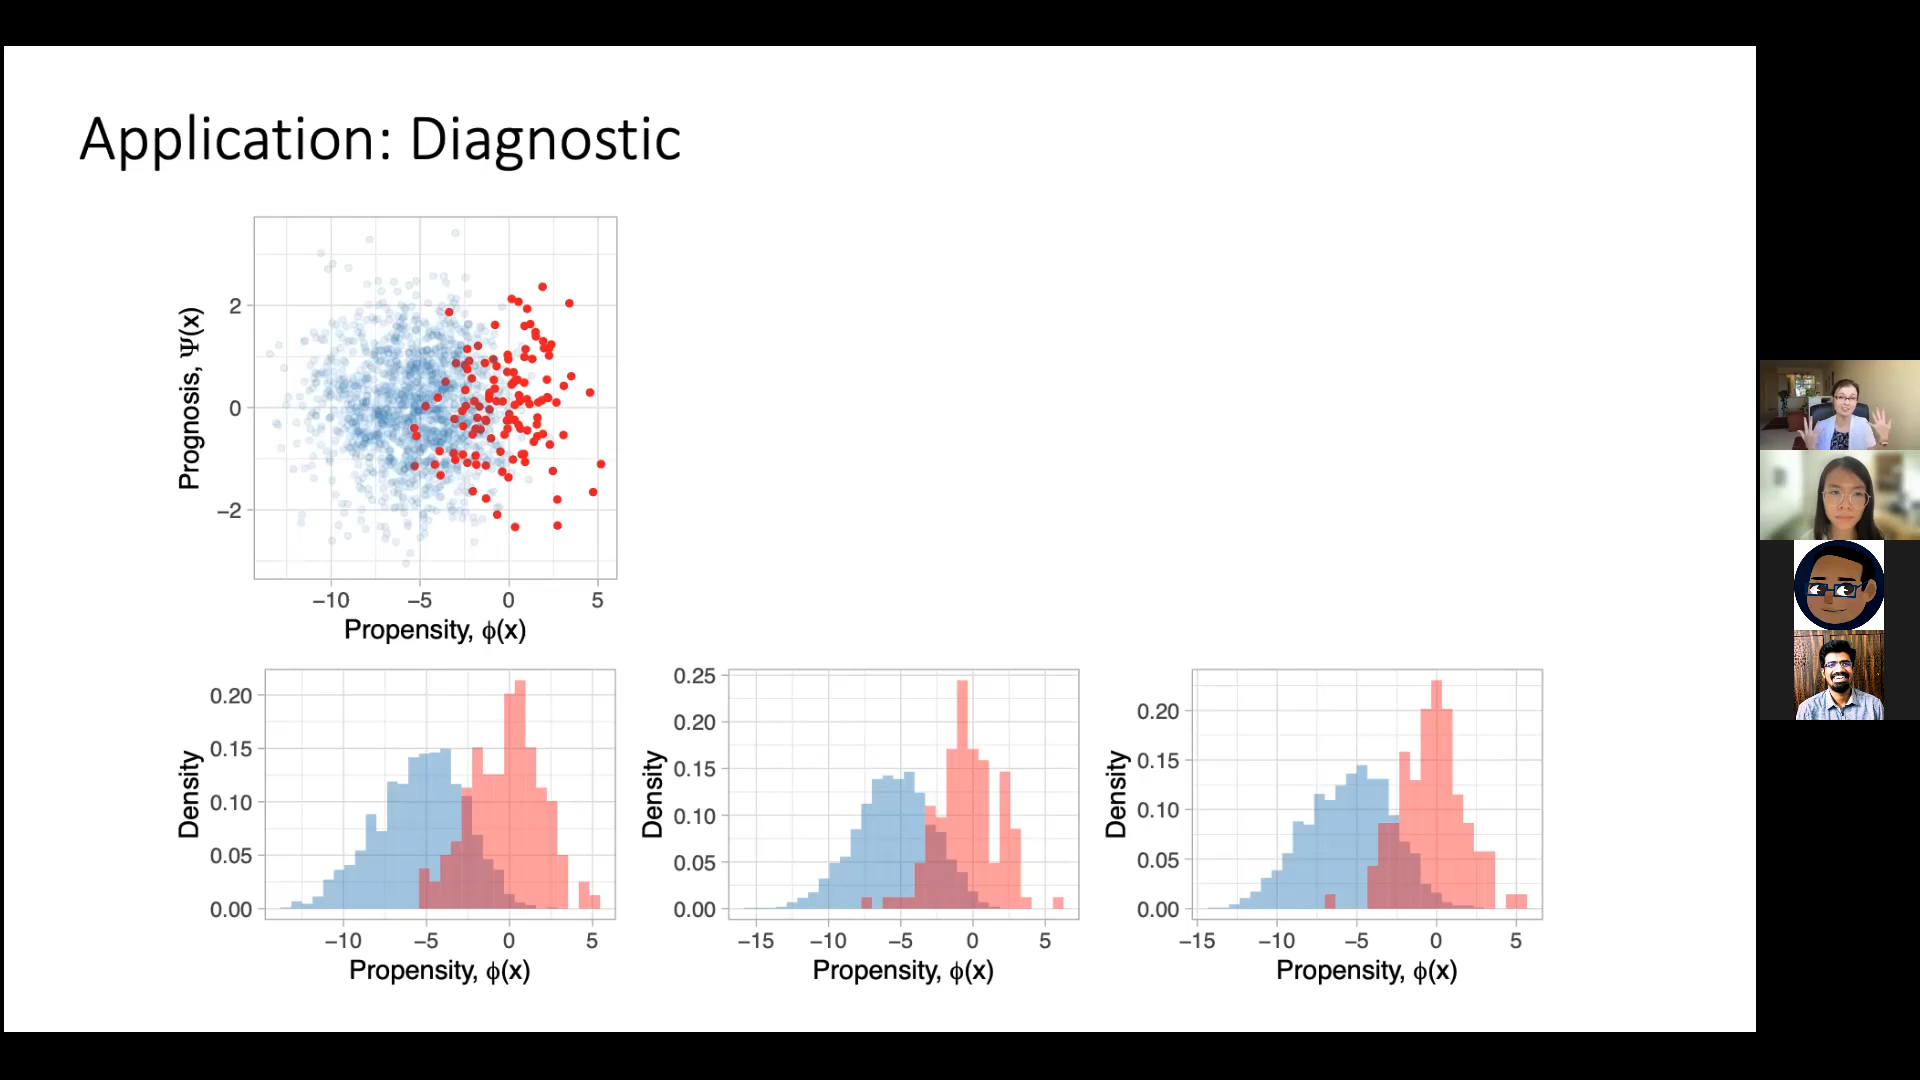 Application: Diagnostic
Prognosis, Ψ(x)
2
0
−2
−10 −5 0 5
Propensity, ϕ(x)
Density
0.20
0.15
0.10
0.05
0.00
−10 −5 0 5
Propensity, ϕ(x)
Density
0.25
0.20
0.15
0.10
0.05
0.00
−15 −10 −5 0 5
Propensity, ϕ(x)
Density
0.20
0.15
0.10
0.05
0.00
−15 −10 −5 0 5
Propensity, ϕ(x)